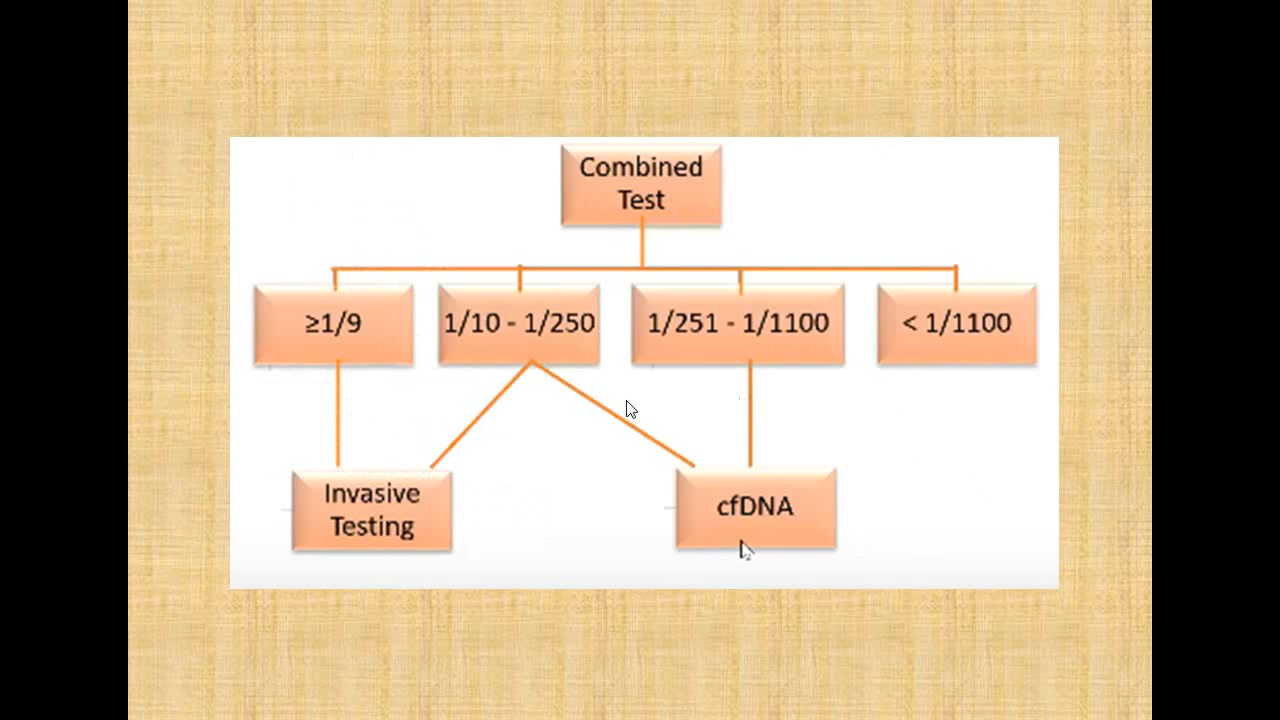 Combined
Test
≥1/9
1/10 - 1/250
1/251 - 1/1100
< 1/1100
Invasive
Testing
cfDNA